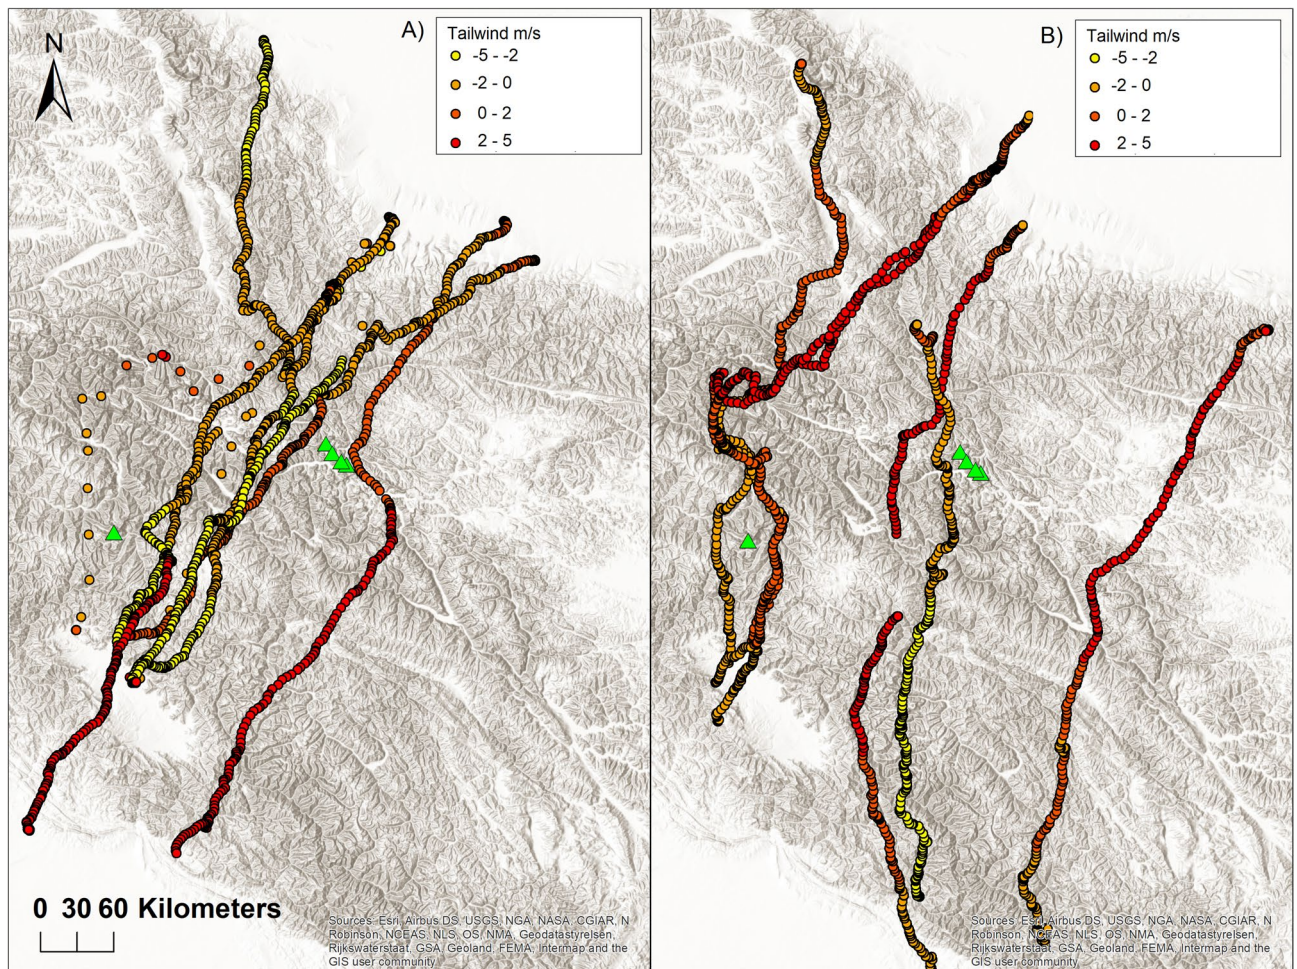 N
A)
Tailwind m/s
-5 - -2
-2 - 0
0 - 2
2 - 5
0 30 60 Kilometers
Sources: Esri, Airbus DS, USGS, NGA, NASA, CGIAR, N
Robinson, NCEAS, NLS, OS, NMA, Geodatastyrelsen,
Rijkswaterstaat, GSA, Geoland, FEMA, Intermap and the
GIS user community
B)
Tailwind m/s
-5 - -2
-2 - 0
0 - 2
2 - 5
Sources: Esri, Airbus DS, USGS, NGA, NASA, CGIAR, N
Robinson, NCEAS, NLS, OS, NMA, Geodatastyrelsen,
Rijkswaterstaat, GSA, Geoland, FEMA, Intermap and the
GIS user community